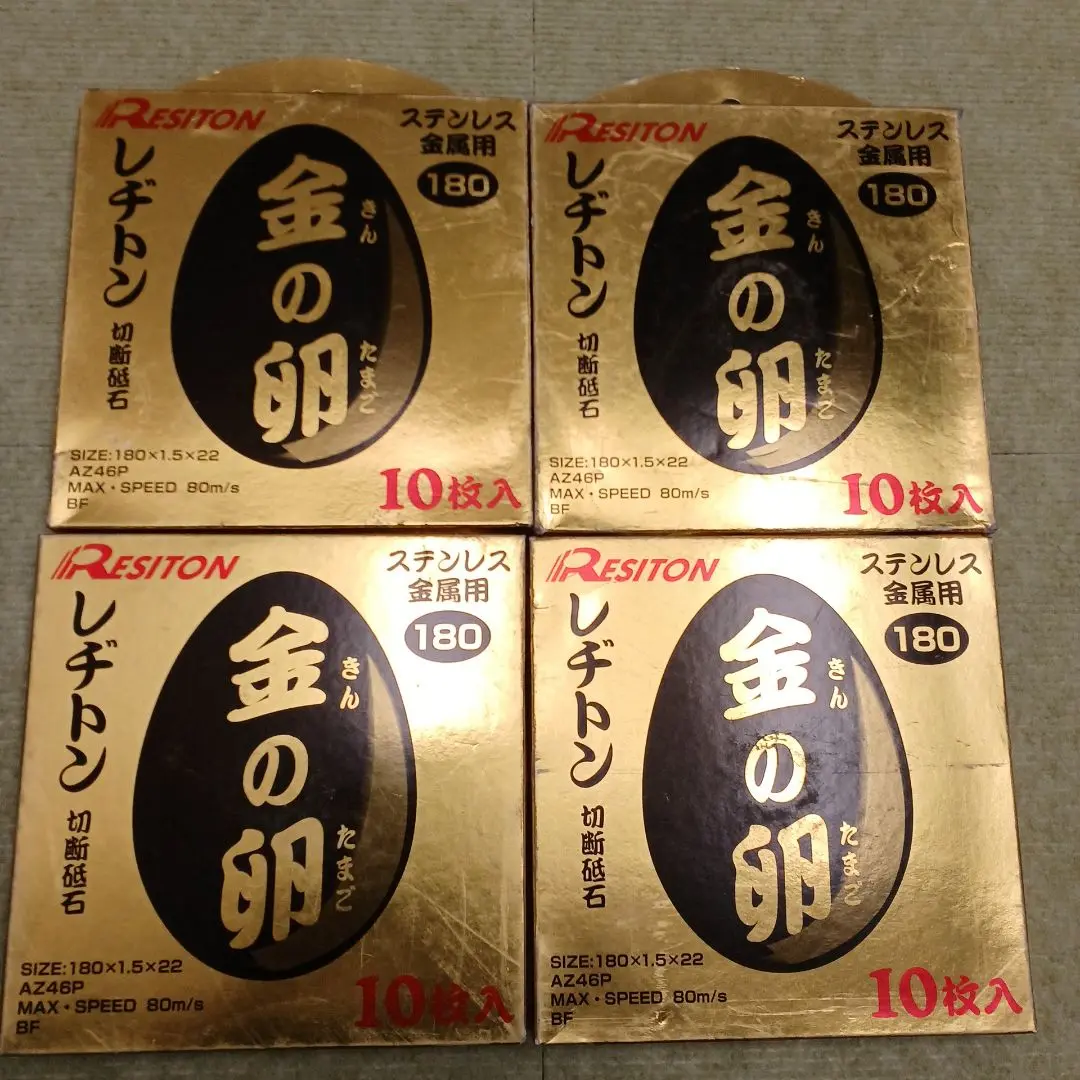 RESITON
レヂトン
切断砥石
金の卵
きん
たまご
ステンレス
金属用
180
SIZE:180×1.5×22
AZ46P
MAX・SPEED 80m/s
BF
10枚入
RESITON
レヂトン
切断砥石
金の卵
きん
たまご
ステンレス
金属用
180
SIZE:180×1.5×22
AZ46P
MAX・SPEED 80m/s
BF
10枚入
RESITON
レヂトン
切断砥石
金の卵
きん
たまご
ステンレス
金属用
180
SIZE:180×1.5×22
AZ46P
MAX・SPEED 80m/s
BF
10枚入
RESITON
レヂトン
切断砥石
金の卵
きん
たまご
ステンレス
金属用
180
SIZE:180×1.5×22
AZ46P
MAX・SPEED 80m/s
BF
10枚入